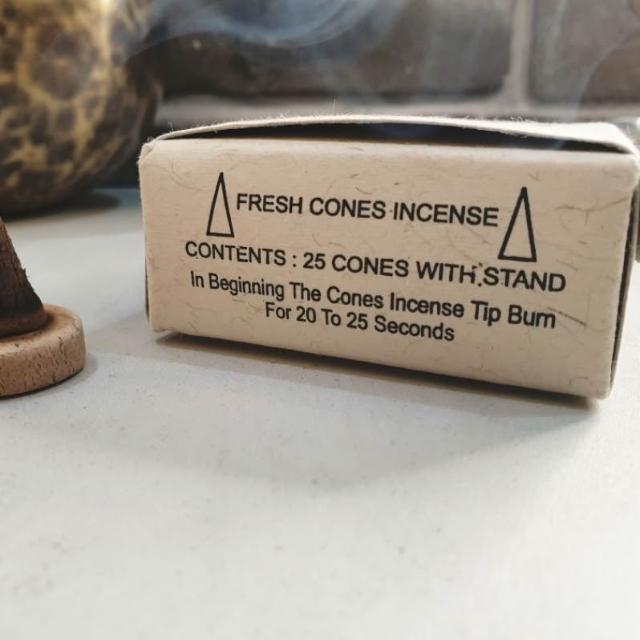 FRESH CONES INCENSE
CONTENTS : 25 CONES WITH STAND
In Beginning The Cones Incense Tip Burn
For 20 To 25 Seconds